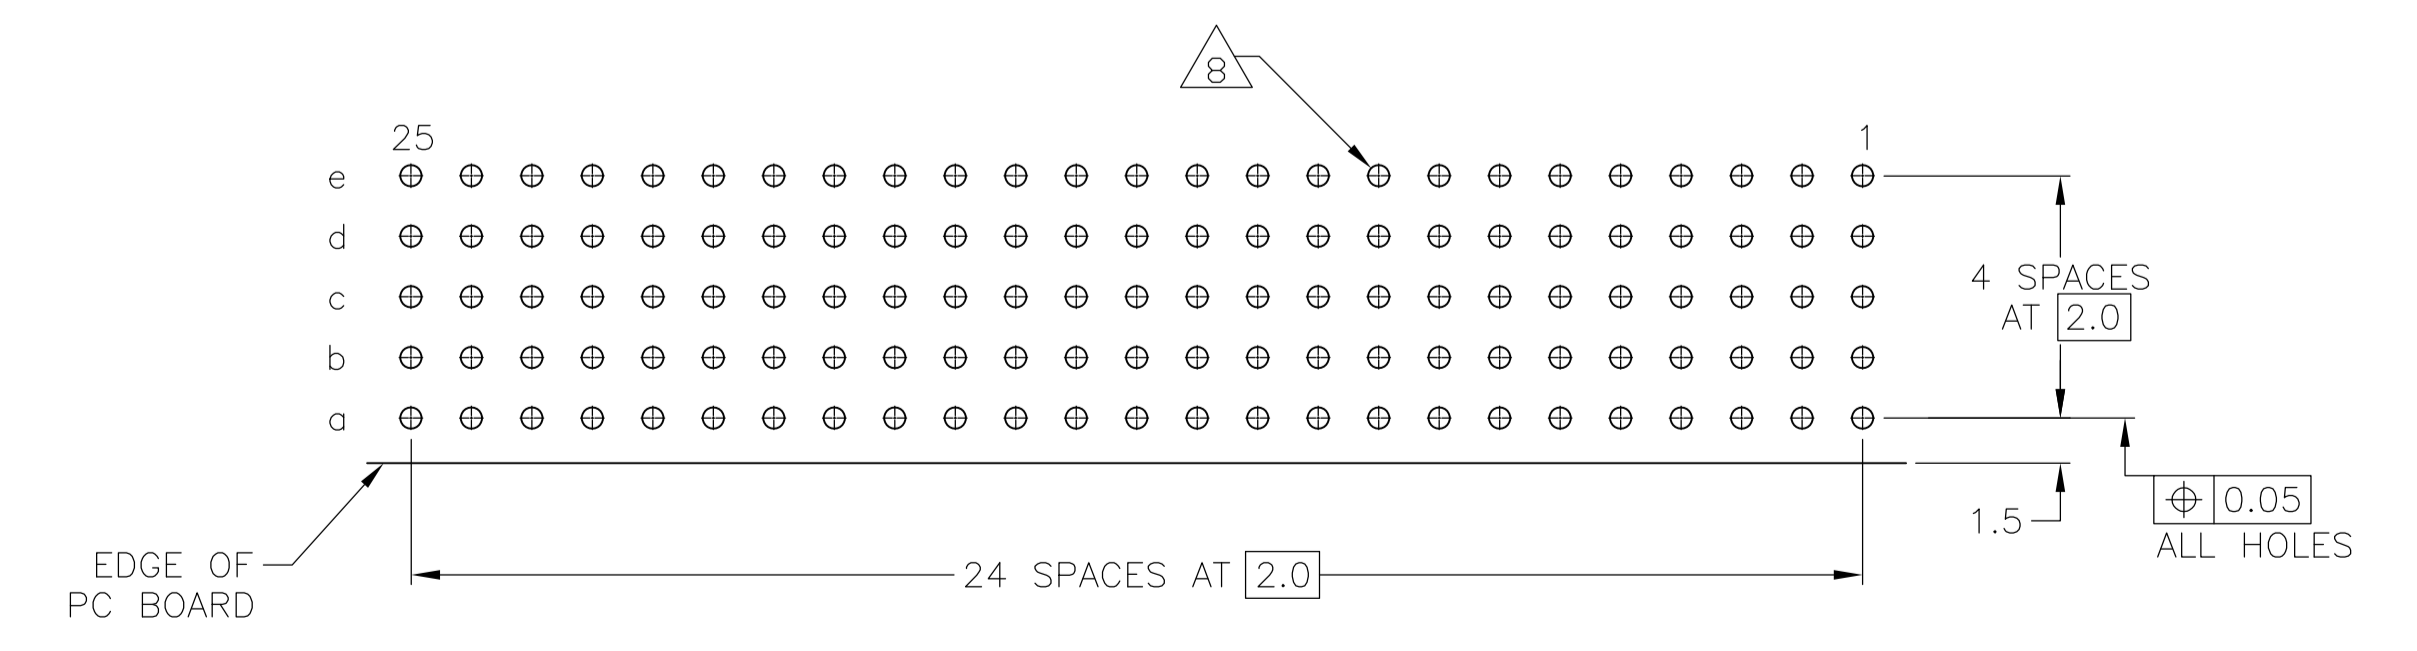 8
25
1
e
d
c
b
a
4 SPACES
AT 2.0
1.5
0.05
ALL HOLES
EDGE OF
PC BOARD
24 SPACES AT 2.0